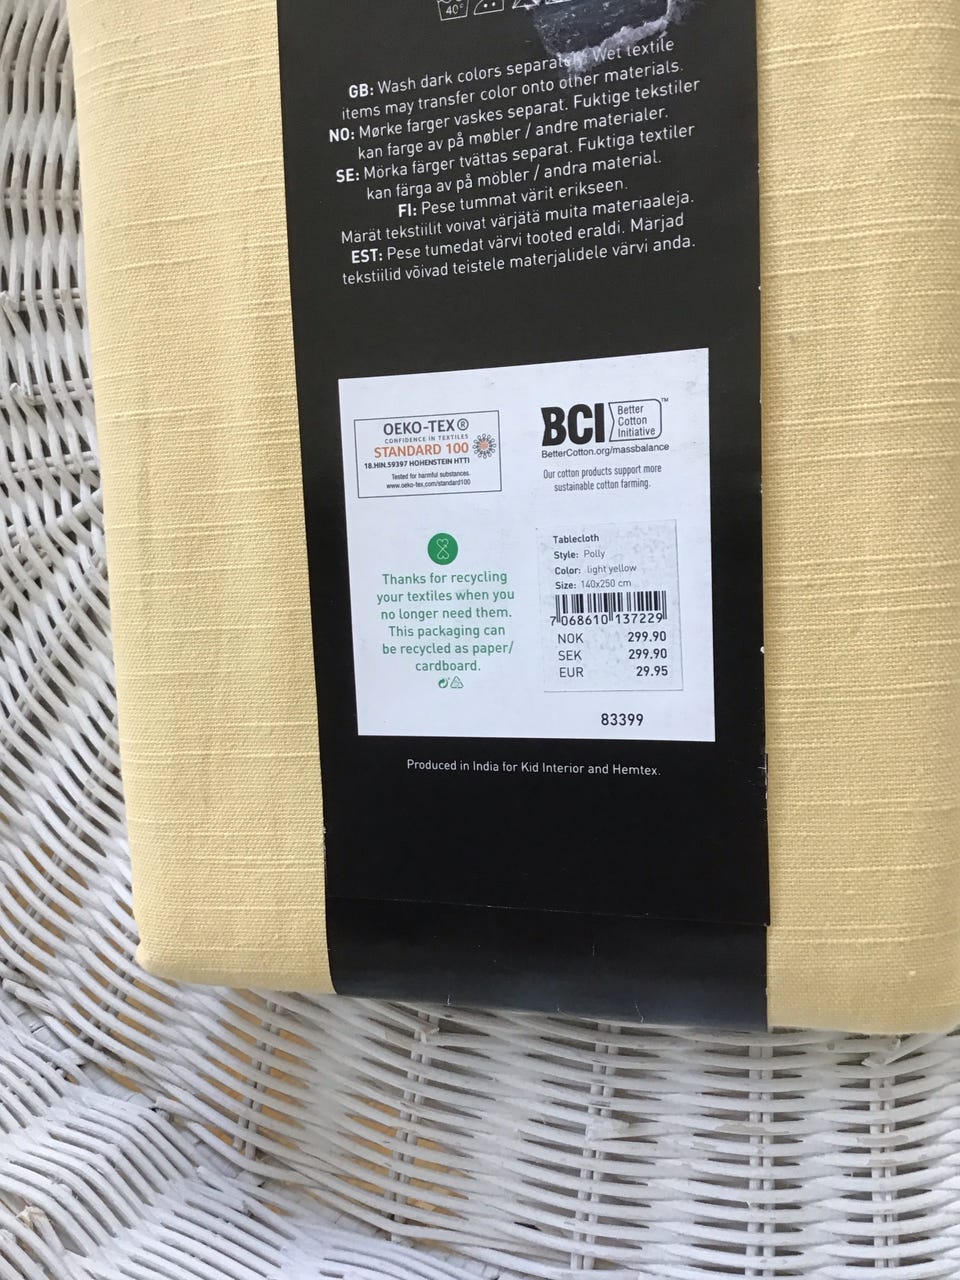 40°
GB: Wash dark colors separately. Wet textile
items may transfer color onto other materials.
NO: Mørke farger vaskes separat. Fuktige tekstiler
kan farge av på møbler / andre materialer.
SE: Mörka färger tvättas separat. Fuktiga textiler
kan färga av på möbler / andra material.
FI: Pese tummat värit erikseen.
Märät tekstiilit voivat värjätä muita materiaaleja.
EST: Pese tumedat värvi tooted eraldi. Märjad
tekstiilid võivad teistele materjalidele värvi anda.
OEKO-TEX®
CONFIDENCE IN TEXTILES
STANDARD 100
18.HIN.59397 HOHENSTEIN HTTI
Tested for harmful substances.
www.oeko-tex.com/standard100
BCI Better
Cotton
Initiative™
BetterCotton.org/massbalance
Our cotton products support more
sustainable cotton farming.
Thanks for recycling
your textiles when you
no longer need them.
This packaging can
be recycled as paper/
cardboard.
Tablecloth
Style: Polly
Color: light yellow
Size: 140x250 cm
7 068610 137229
NOK 299.90
SEK 299.90
EUR 29.95
83399
Produced in India for Kid Interior and Hemtex.